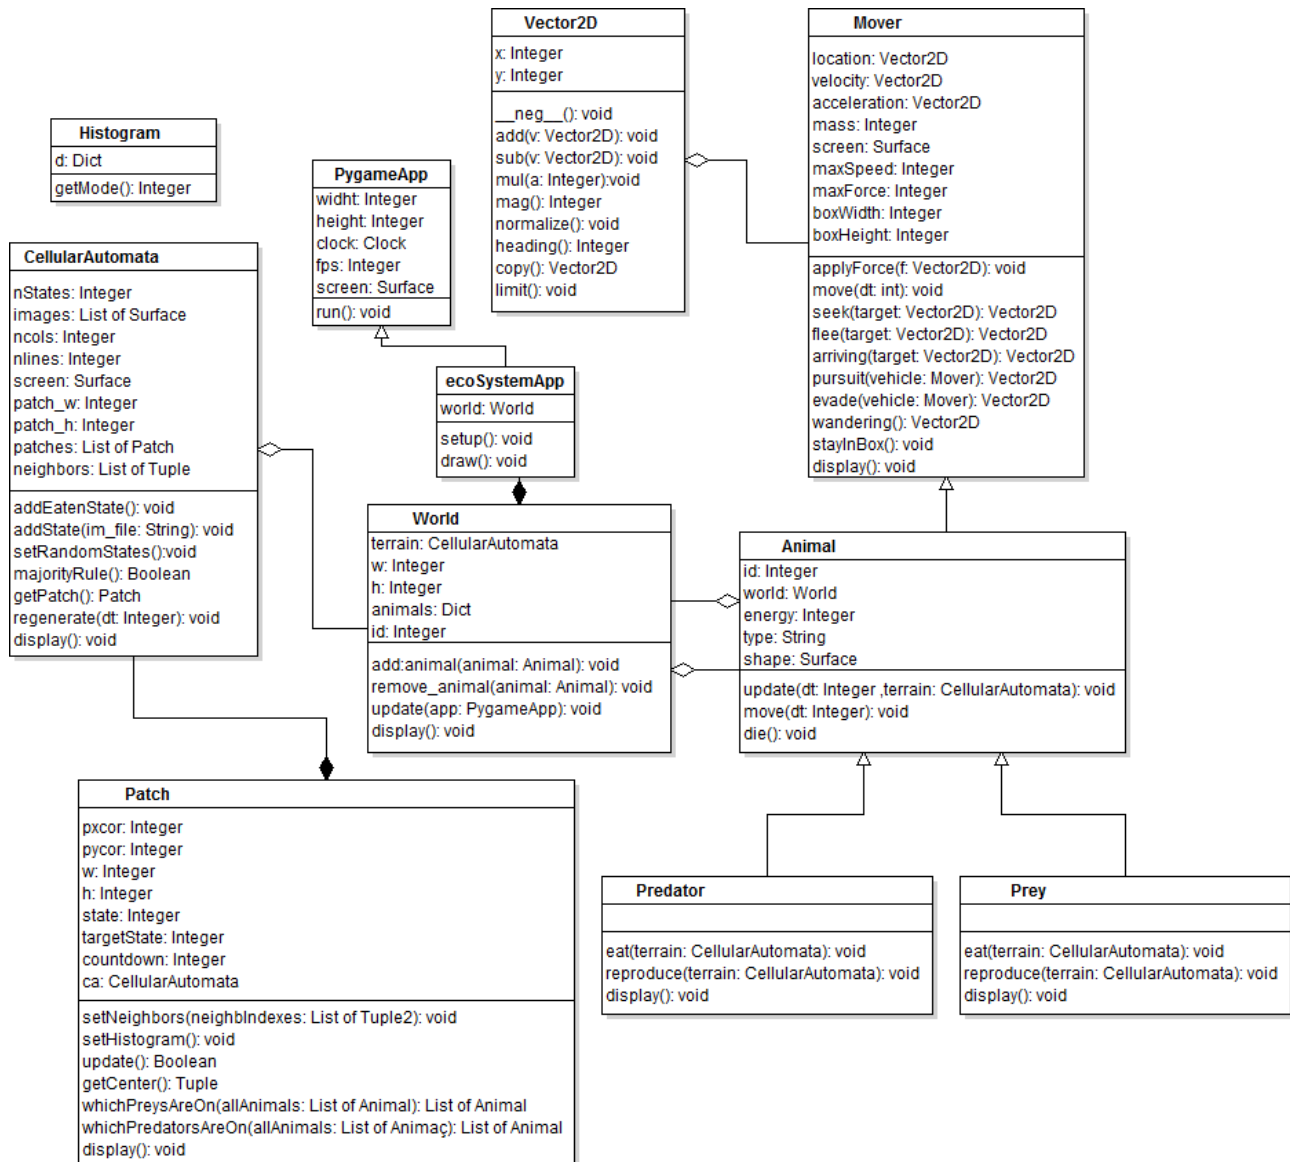 Vector2D
x: Integer
y: Integer
__neg__(): void
add(v: Vector2D): void
sub(v: Vector2D): void
mul(a: Integer):void
mag(): Integer
normalize(): void
heading(): Integer
copy(): Vector2D
limit(): void
Mover
location: Vector2D
velocity: Vector2D
acceleration: Vector2D
mass: Integer
screen: Surface
maxSpeed: Integer
maxForce: Integer
boxWidth: Integer
boxHeight: Integer
applyForce(f: Vector2D): void
move(dt: int): void
seek(target: Vector2D): Vector2D
flee(target: Vector2D): Vector2D
arriving(target: Vector2D): Vector2D
pursuit(vehicle: Mover): Vector2D
evade(vehicle: Mover): Vector2D
wandering(): Vector2D
stayInBox(): void
display(): void
Histogram
d: Dict
getMode(): Integer
PygameApp
widht: Integer
height: Integer
clock: Clock
fps: Integer
screen: Surface
run(): void
CellularAutomata
nStates: Integer
images: List of Surface
ncols: Integer
nlines: Integer
screen: Surface
patch_w: Integer
patch_h: Integer
patches: List of Patch
neighbors: List of Tuple
addEatenState(): void
addState(im_file: String): void
setRandomStates():void
majorityRule(): Boolean
getPatch(): Patch
regenerate(dt: Integer): void
display(): void
ecoSystemApp
world: World
setup(): void
draw(): void
World
terrain: CellularAutomata
w: Integer
h: Integer
animals: Dict
id: Integer
add:animal(animal: Animal): void
remove_animal(animal: Animal): void
update(app: PygameApp): void
display(): void
Animal
id: Integer
world: World
energy: Integer
type: String
shape: Surface
update(dt: Integer ,terrain: CellularAutomata): void
move(dt: Integer): void
die(): void
Patch
pxcor: Integer
pycor: Integer
w: Integer
h: Integer
state: Integer
targetState: Integer
countdown: Integer
ca: CellularAutomata
setNeighbors(neighbIndexes: List of Tuple2): void
setHistogram(): void
update(): Boolean
getCenter(): Tuple
whichPreysAreOn(allAnimals: List of Animal): List of Animal
whichPredatorsAreOn(allAnimals: List of Animaç): List of Animal
display(): void
Predator
eat(terrain: CellularAutomata): void
reproduce(terrain: CellularAutomata): void
display(): void
Prey
eat(terrain: CellularAutomata): void
reproduce(terrain: CellularAutomata): void
display(): void